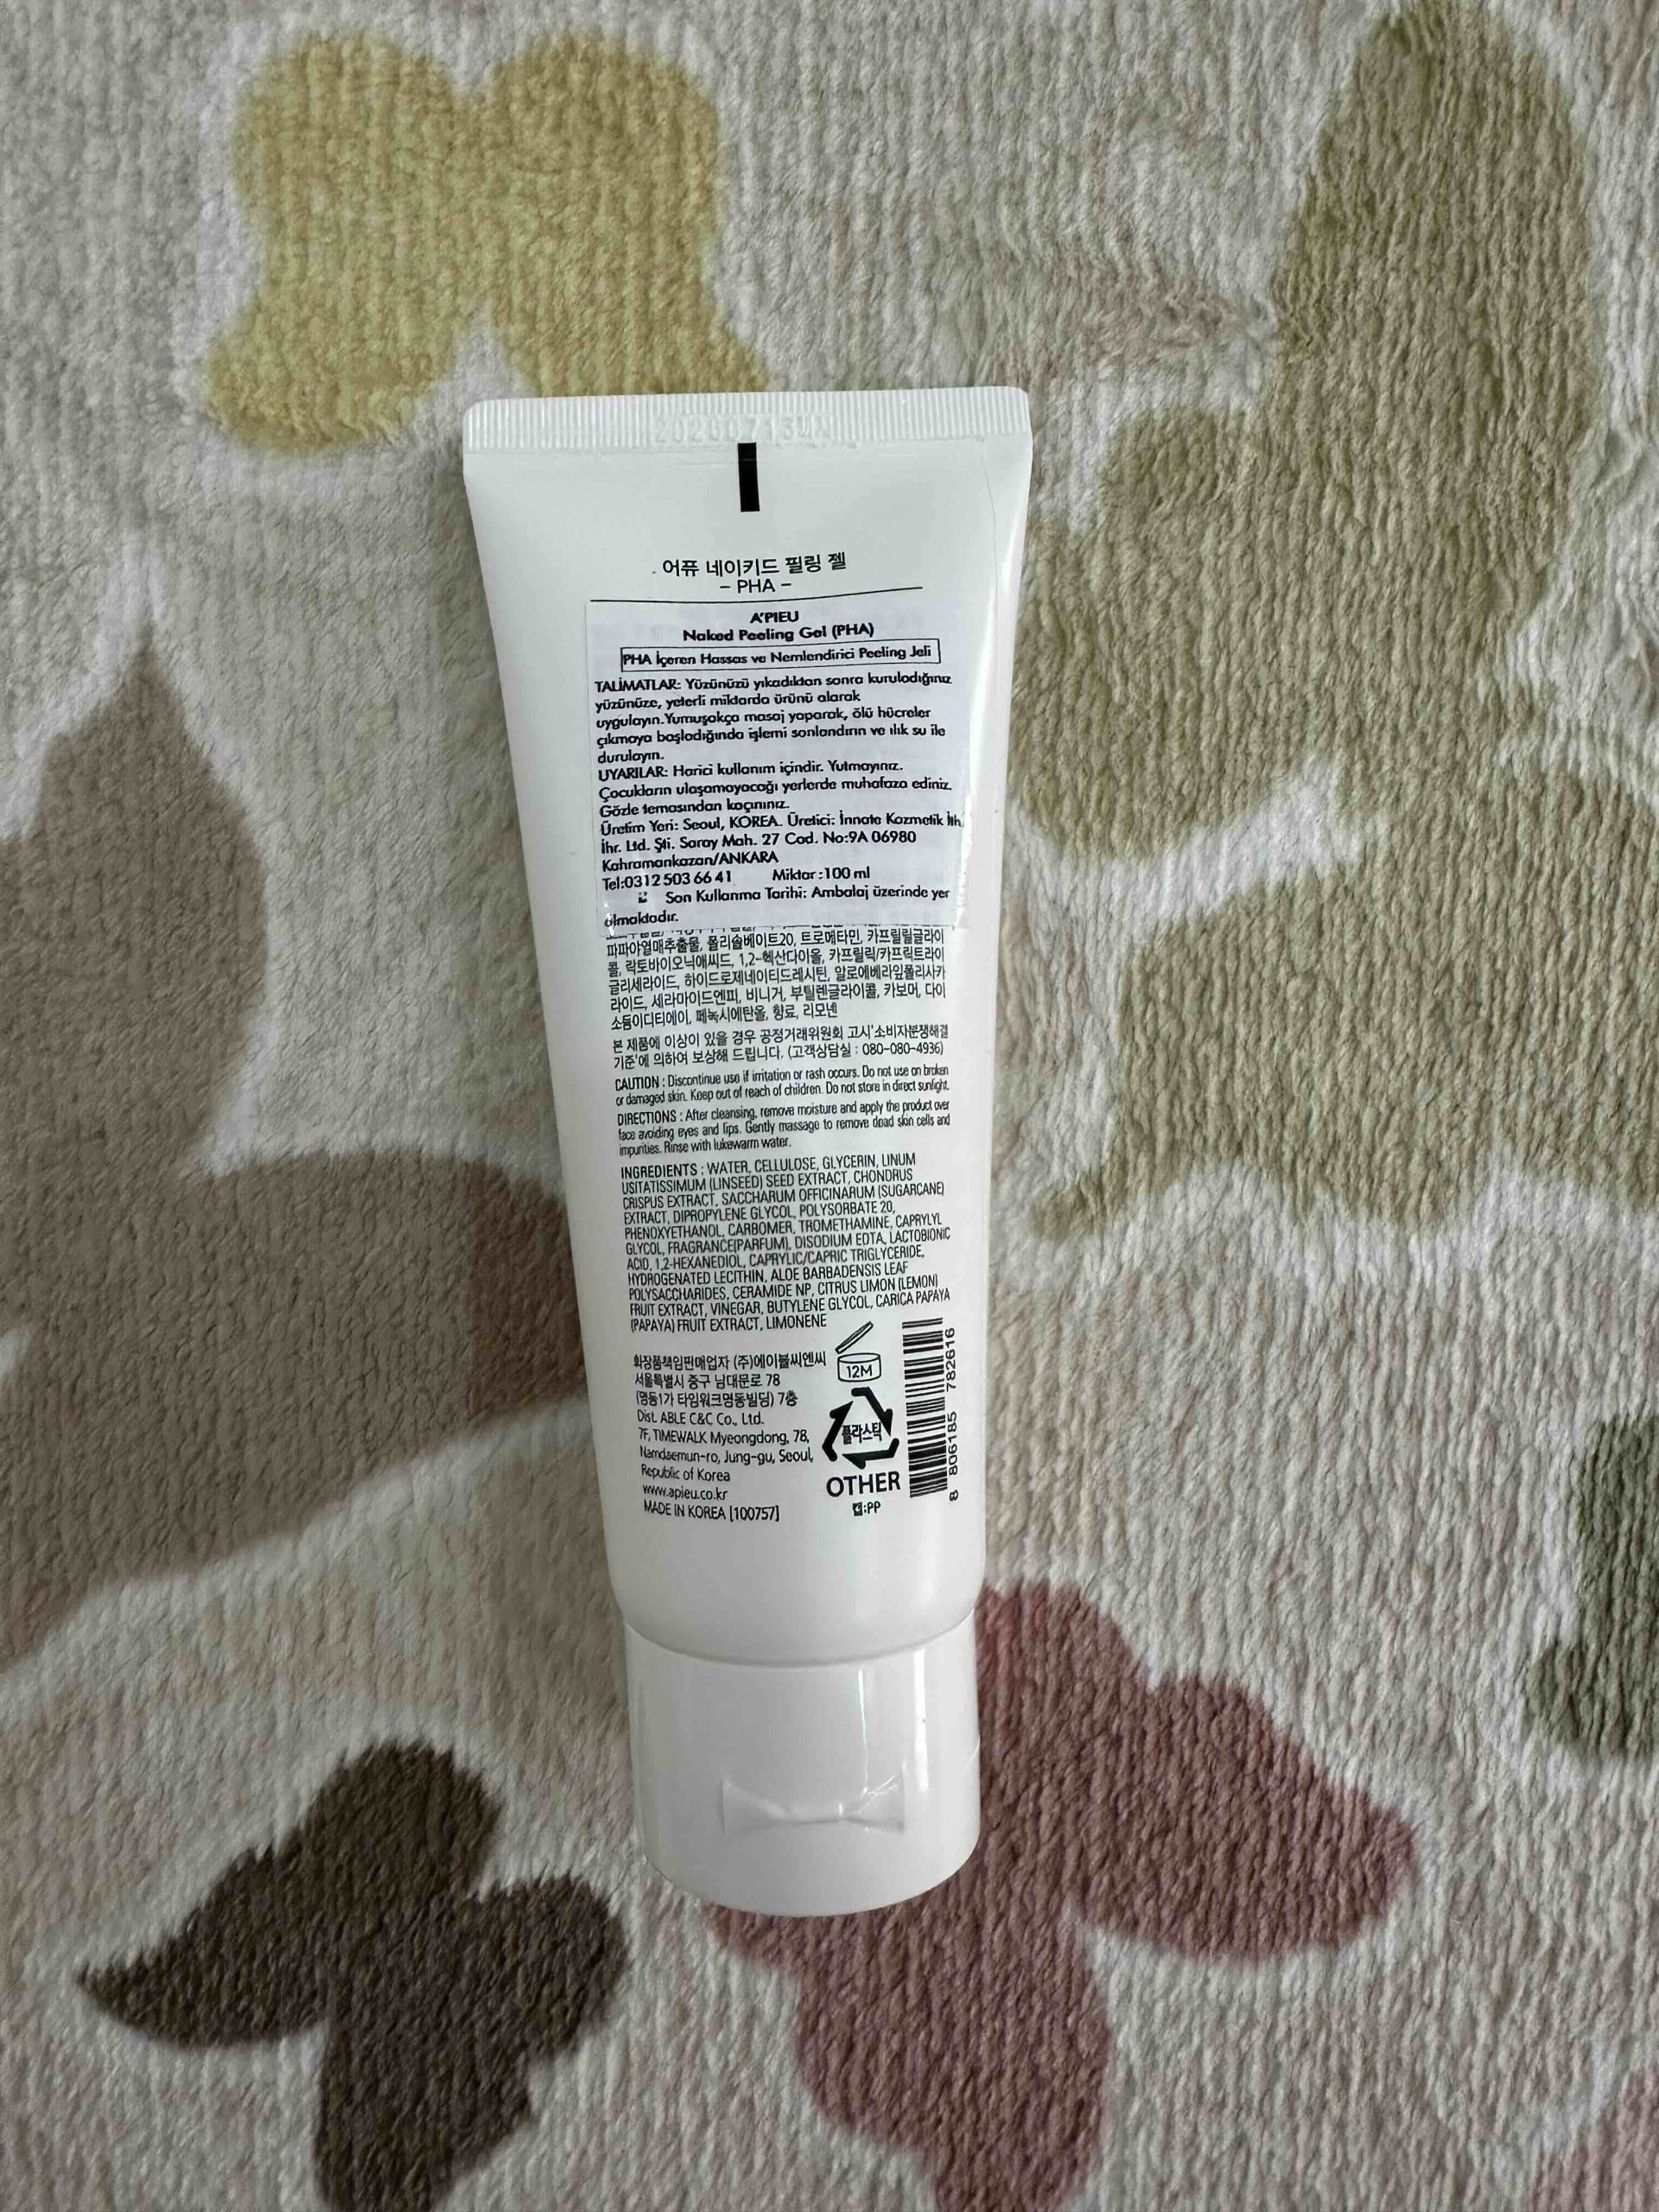 어퓨 네이키드 필링 젤
- PHA -
A'PIEU
Naked Peeling Gel (PHA)
PHA İçeren Hassas ve Nemlendirici Peeling Jeli
TALİMATLAR: Yüzünüzü yıkadıktan sonra kuruladığınız
yüzünüze, yeterli miktarda ürünü alarak
uygulayın.Yumuşakça masaj yaparak, ölü hücreler
çıkmaya başladığında işlemi sonlandırın ve ılık su ile
durulayın.
UYARILAR: Harici kullanım içindir. Yutmayınız.
Çocukların ulaşamayacağı yerlerde muhafaza ediniz.
Gözle temasından kaçınınız.
Üretim Yeri: Seoul, KOREA. Üretici: İnnate Kozmetik İth.
İhr. Ltd. Şti. Saray Mah. 27 Cad. No:9A 06980
Kahramankazan/ANKARA
Tel:0312 503 66 41 Miktar :100 ml
Son Kullanma Tarihi: Ambalaj üzerinde yer
almaktadır.
파파야열매추출물, 폴리솔베이트20, 트로메타민, 카프릴릴글라이
콜, 락토바이오닉애씨드, 1,2-헥산다이올, 카프릴릭/카프릭트라이
글리세라이드, 하이드로제네이티드레시틴, 알로에베라잎폴리사카
라이드, 세라마이드엔피, 비니거, 부틸렌글라이콜, 카보머, 다이
소듐이디티에이, 페녹시에탄올, 향료, 리모넨
본 제품에 이상이 있을 경우 공정거래위원회 고시'소비자분쟁해결
기준'에 의하여 보상해 드립니다. (고객상담실 : 080-080-4936)
CAUTION : Discontinue use if irritation or rash occurs. Do not use on broken
or damaged skin. Keep out of reach of children. Do not store in direct sunlight.
DIRECTIONS : After cleansing, remove moisture and apply the product over
face avoiding eyes and lips. Gently massage to remove dead skin cells and
impurities. Rinse with lukewarm water.
INGREDIENTS : WATER, CELLULOSE, GLYCERIN, LINUM
USITATISSIMUM (LINSEED) SEED EXTRACT, CHONDRUS
CRISPUS EXTRACT, SACCHARUM OFFICINARUM (SUGARCANE)
EXTRACT, DIPROPYLENE GLYCOL, POLYSORBATE 20,
PHENOXYETHANOL, CARBOMER, TROMETHAMINE, CAPRYLYL
GLYCOL, FRAGRANCE(PARFUM), DISODIUM EDTA, LACTOBIONIC
ACID, 1,2-HEXANEDIOL, CAPRYLIC/CAPRIC TRIGLYCERIDE,
HYDROGENATED LECITHIN, ALOE BARBADENSIS LEAF
POLYSACCHARIDES, CERAMIDE NP, CITRUS LIMON (LEMON)
FRUIT EXTRACT, VINEGAR, BUTYLENE GLYCOL, CARICA PAPAYA
(PAPAYA) FRUIT EXTRACT, LIMONENE
화장품책임판매업자 (주)에이블씨엔씨
서울특별시 중구 남대문로 78
(명동1가 타임워크명동빌딩) 7층
Dist. ABLE C&C Co., Ltd.
7F, TIMEWALK Myeongdong, 78,
Namdaemun-ro, Jung-gu, Seoul,
Republic of Korea
www.apieu.co.kr
MADE IN KOREA [100757]
12M
플라스틱
OTHER
캡:PP
8 806185 782616